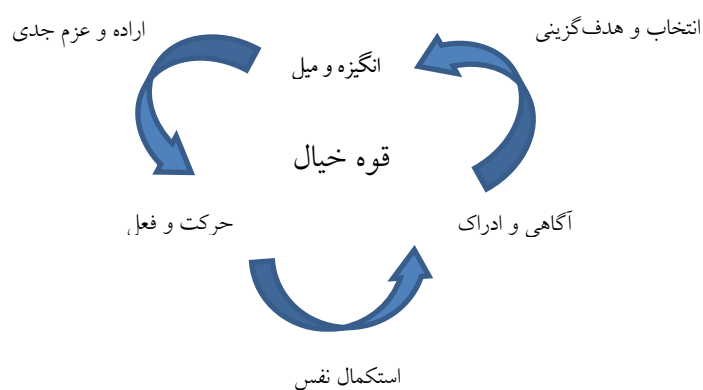 انتخاب و هدف‌گزینی
اراده و عزم جدی
انگیزه و میل
قوه خیال
آگاهی و ادراک
حرکت و فعل
استکمال نفس